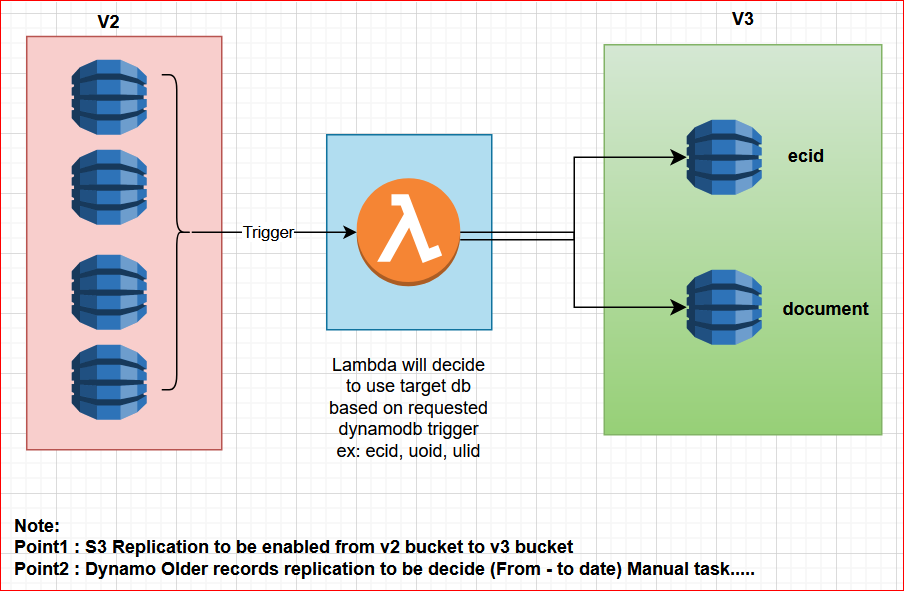 V2
V3
Trigger
ecid
document
Lambda will decide
to use target db
based on requested
dynamodb trigger
ex: ecid, uoid, ulid
Note:
Point1 : S3 Replication to be enabled from v2 bucket to v3 bucket
Point2 : Dynamo Older records replication to be decide (From - to date) Manual task.....